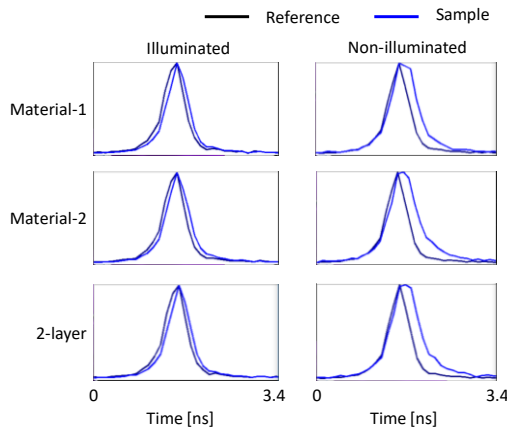 Reference Sample
Illuminated Non-illuminated
Material-1
Material-2
2-layer
0 3.4 0 3.4
Time [ns] Time [ns]